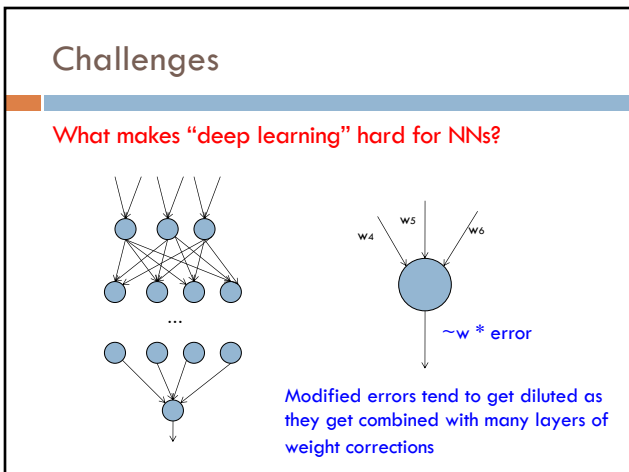 Challenges
What makes “deep learning” hard for NNs?
w4
w5
w6
...
~w * error
Modified errors tend to get diluted as
they get combined with many layers of
weight corrections